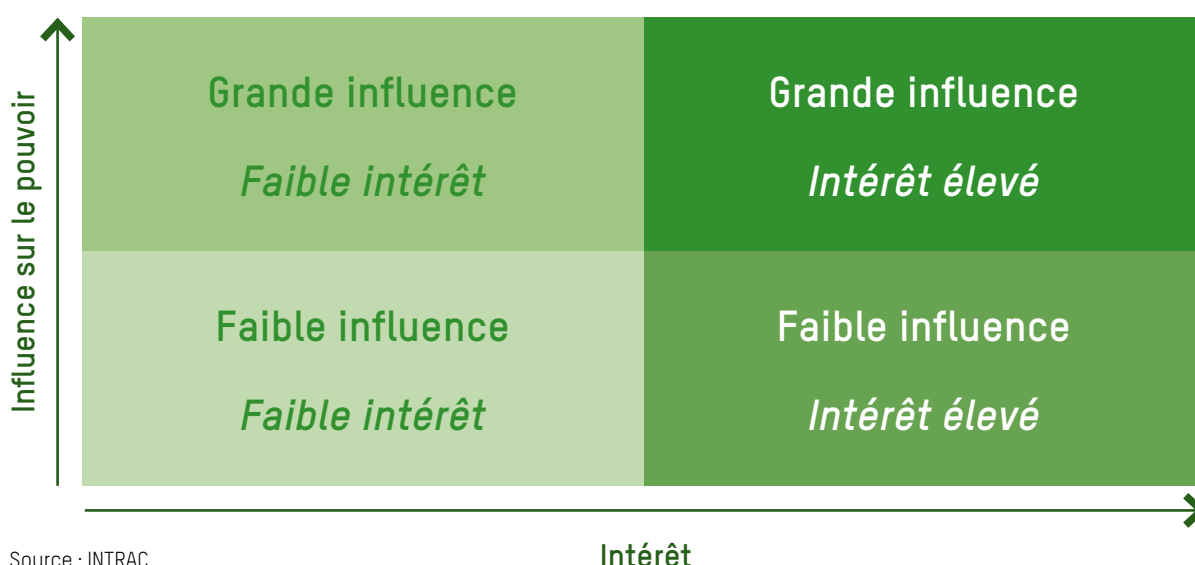 Influence sur le pouvoir
Grande influence
Faible intérêt
Grande influence
Intérêt élevé
Faible influence
Faible intérêt
Faible influence
Intérêt élevé
Intérêt
Source : INTRAC